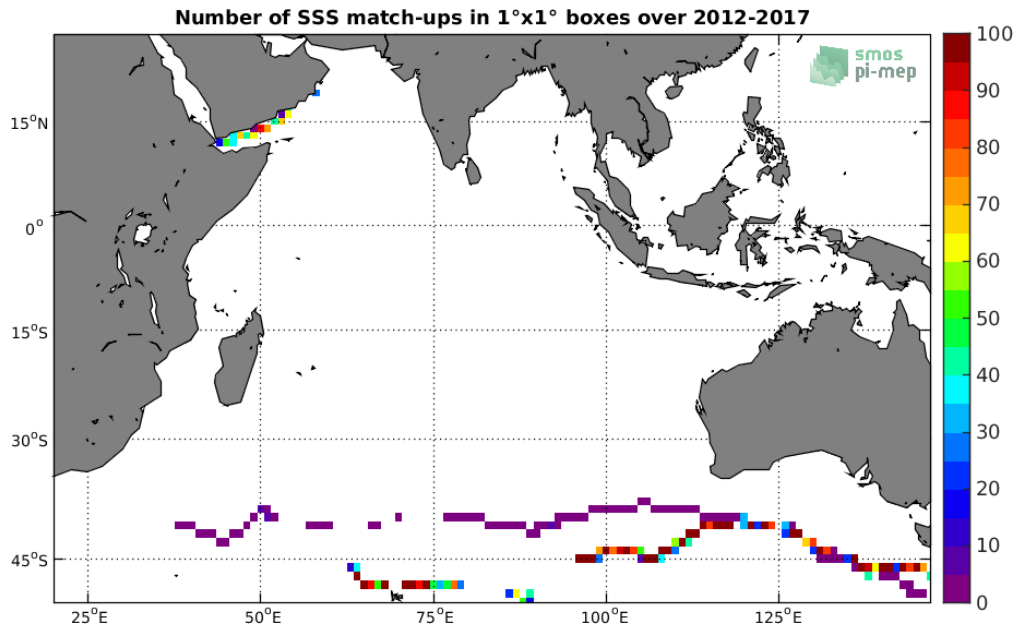 Number of SSS match-ups in 1°x1° boxes over 2012-2017
smos
pi-mep
15°N
0°
15°S
30°S
45°S
25°E
50°E
75°E
100°E
125°E
100
90
80
70
60
50
40
30
20
10
0